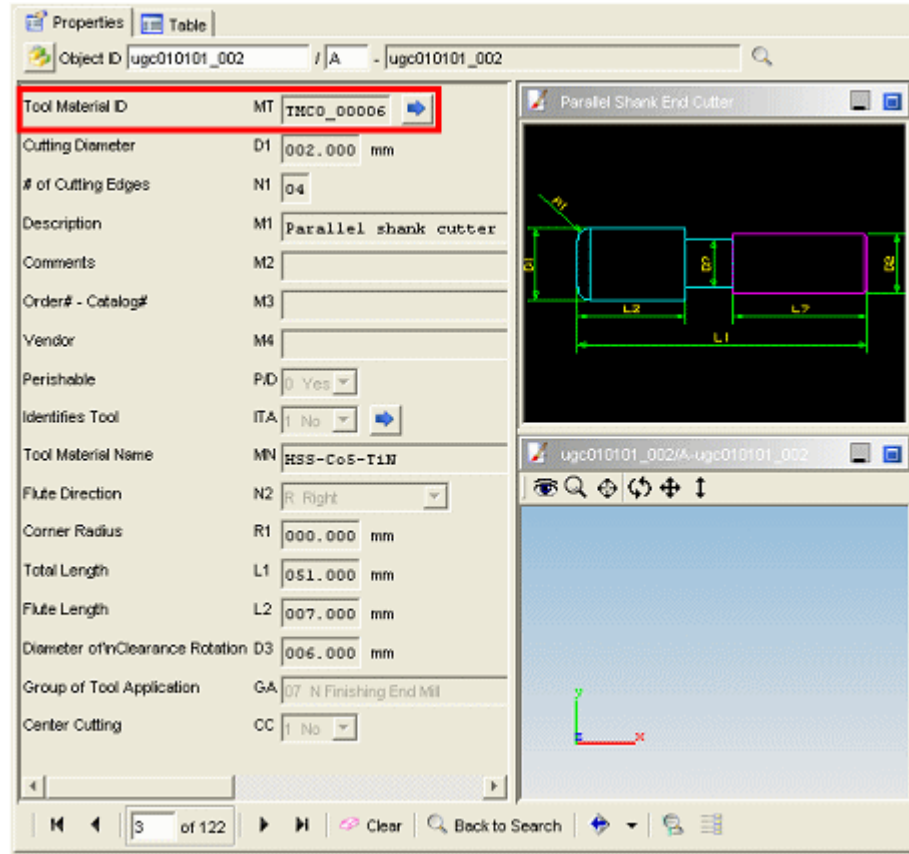 Properties Table
Object ID ugc010101_002 / A - ugc010101_002
Tool Material ID MT TMC0_00006
Cutting Diameter D1 002.000 mm
# of Cutting Edges N1 04
Description M1 Parallel shank cutter
Comments M2
Order# - Catalog# M3
Vendor M4
Perishable P/D 0 Yes
Identifies Tool ITA 1 No
Tool Material Name MN HSS-Co5-TiN
Flute Direction N2 R Right
Corner Radius R1 000.000 mm
Total Length L1 051.000 mm
Flute Length L2 007.000 mm
Diameter of\nClearance Rotation D3 006.000 mm
Group of Tool Application GA 07 N Finishing End Mill
Center Cutting CC 1 No
Parallel Shank End Cutter
R1
D1 D3 D2
L2 L7
L1
ugc010101_002/A-ugc010101_002
y
z x
3 of 122 Clear Back to Search